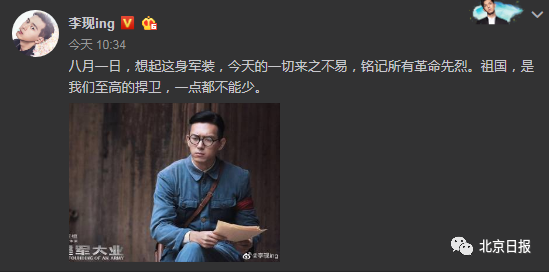 李现ing
今天 10:34
八月一日，想起这身军装，今天的一切来之不易，铭记所有革命先烈。祖国，是
我们至高的捍卫，一点都不能少。
军大业
FOUNDING OF AN ARMY
@李现ing
北京日报